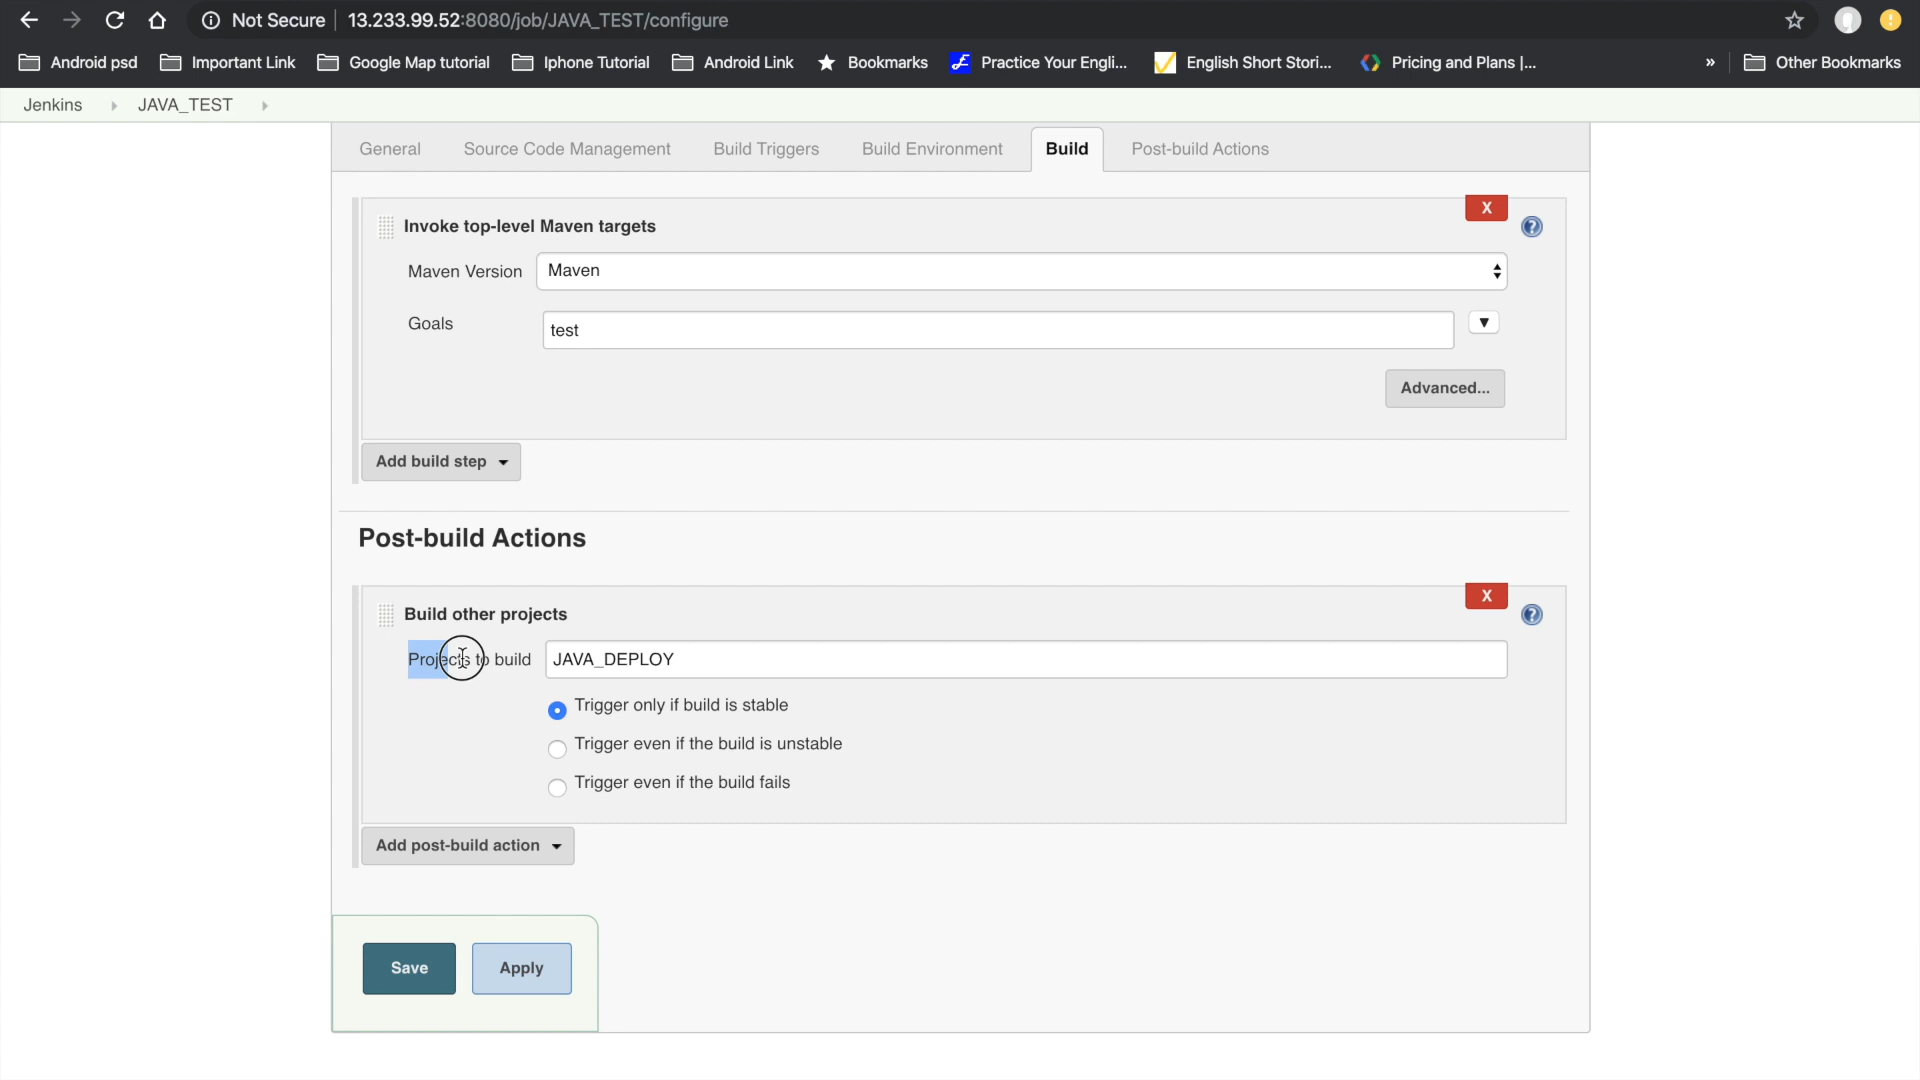 Not Secure 13.233.99.52:8080/job/JAVA_TEST/configure
Android psd Important Link Google Map tutorial Iphone Tutorial Android Link Bookmarks Practice Your Engli... English Short Stori... Pricing and Plans |... » Other Bookmarks
Jenkins JAVA_TEST
General Source Code Management Build Triggers Build Environment Build Post-build Actions
X
Invoke top-level Maven targets
Maven Version Maven
Goals test
Advanced...
Add build step
Post-build Actions
X
Build other projects
Projects to build JAVA_DEPLOY
Trigger only if build is stable
Trigger even if the build is unstable
Trigger even if the build fails
Add post-build action
Save Apply